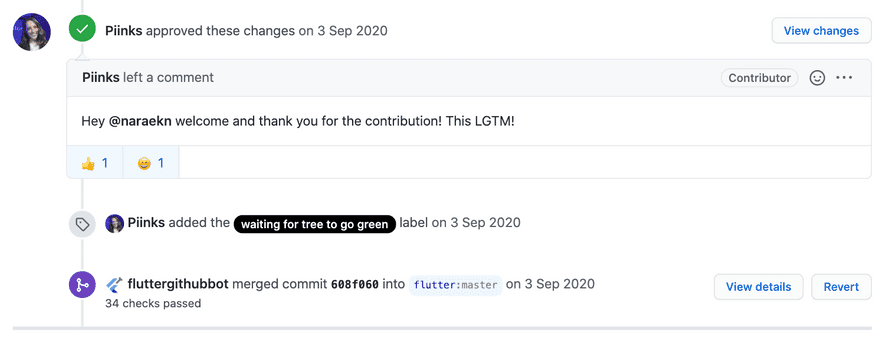 Piinks approved these changes on 3 Sep 2020
View changes
Piinks left a comment
Contributor
Hey @naraekn welcome and thank you for the contribution! This LGTM!
👍 1 😄 1
Piinks added the waiting for tree to go green label on 3 Sep 2020
fluttergithubbot merged commit 608f060 into flutter:master on 3 Sep 2020
View details Revert
34 checks passed